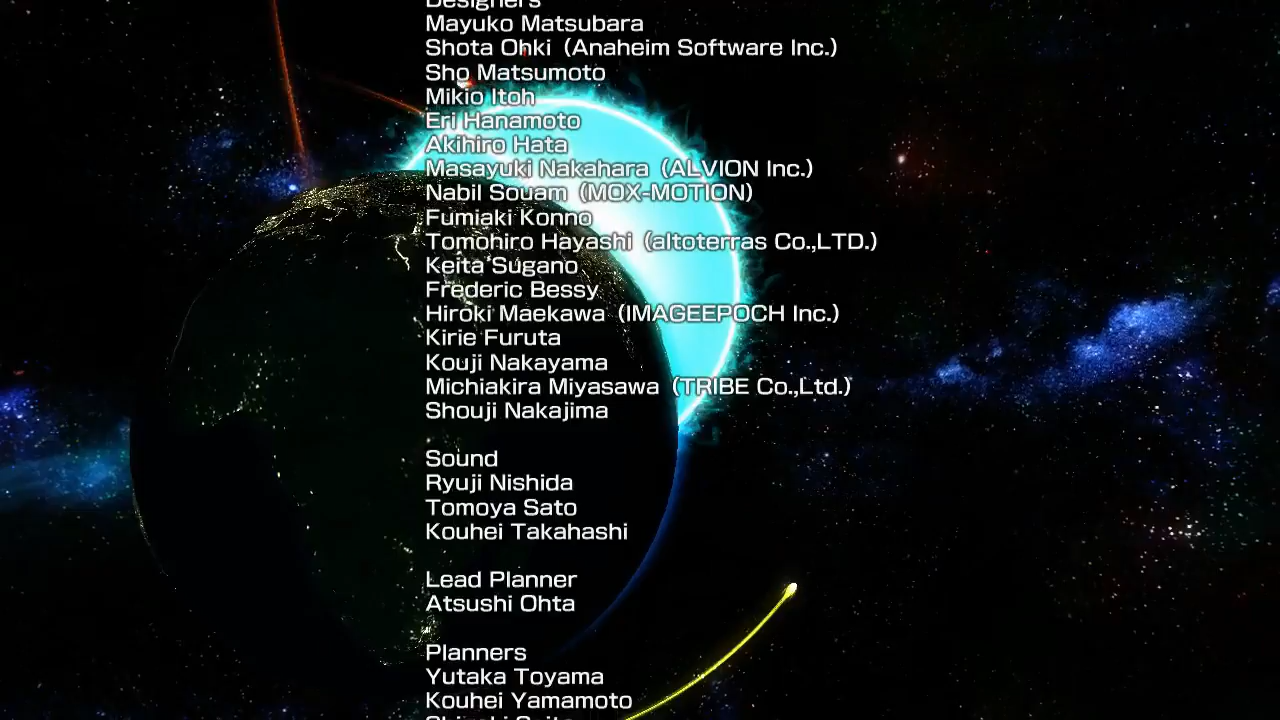 Designers
Mayuko Matsubara
Shota Ohki (Anaheim Software Inc.)
Sho Matsumoto
Mikio Itoh
Eri Hanamoto
Akihiro Hata
Masayuki Nakahara (ALVION Inc.)
Nabil Souam (MOX-MOTION)
Fumiaki Konno
Tomohiro Hayashi (altoterras Co.,LTD.)
Keita Sugano
Frederic Bessy
Hiroki Maekawa (IMAGEEPOCH Inc.)
Kirie Furuta
Kouji Nakayama
Michiakira Miyasawa (TRIBE Co.,Ltd.)
Shouji Nakajima
Sound
Ryuji Nishida
Tomoya Sato
Kouhei Takahashi
Lead Planner
Atsushi Ohta
Planners
Yutaka Toyama
Kouhei Yamamoto